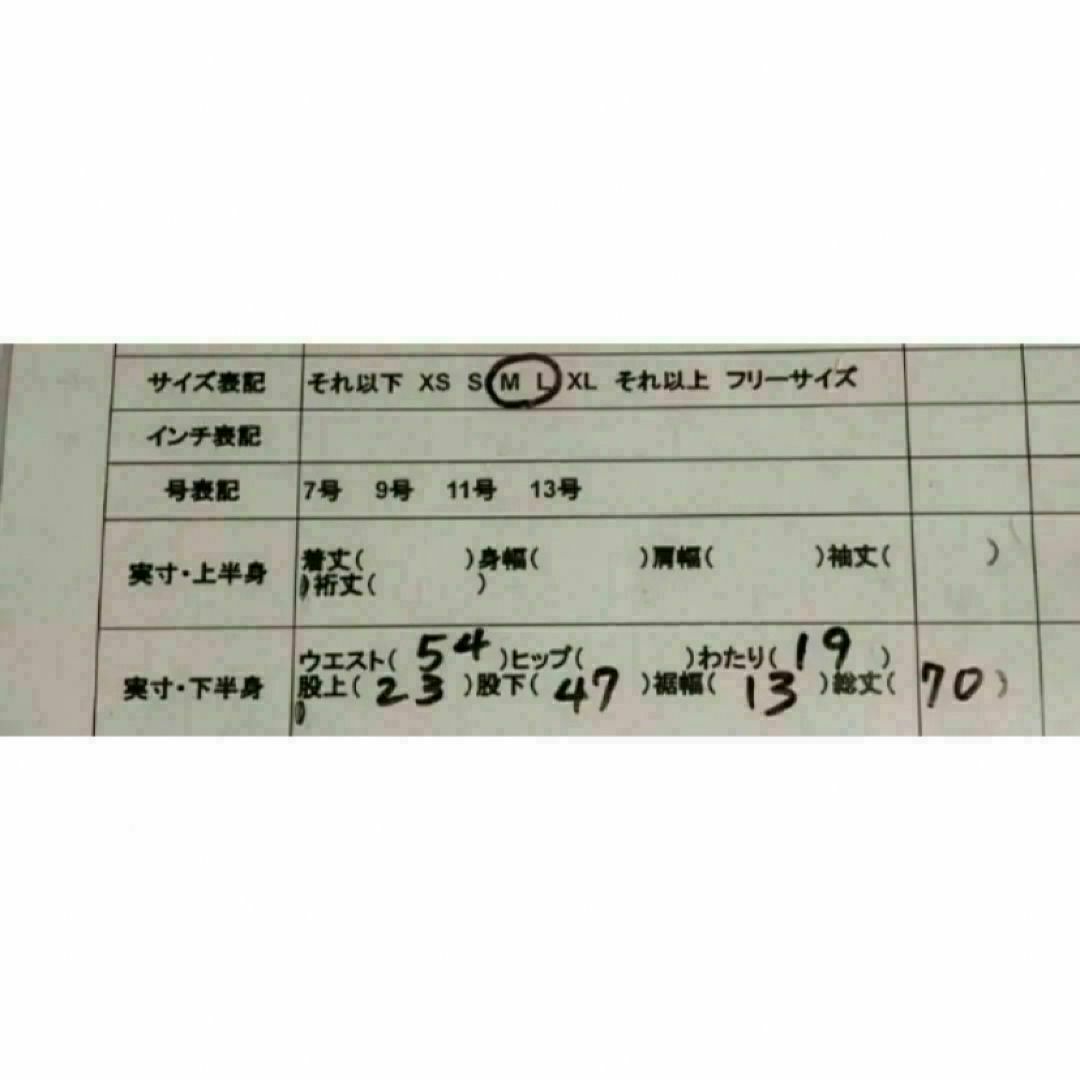 サイズ表記 それ以下 XS S M L XL それ以上 フリーサイズ
インチ表記
号表記 7号 9号 11号 13号
実寸・上半身 着丈( )身幅( )肩幅( )袖丈( )
)裄丈( )
実寸・下半身 ウエスト( 54 )ヒップ( )わたり( 19 )
股上( 23 )股下( 47 )裾幅( 13 )総丈( 70 )
)